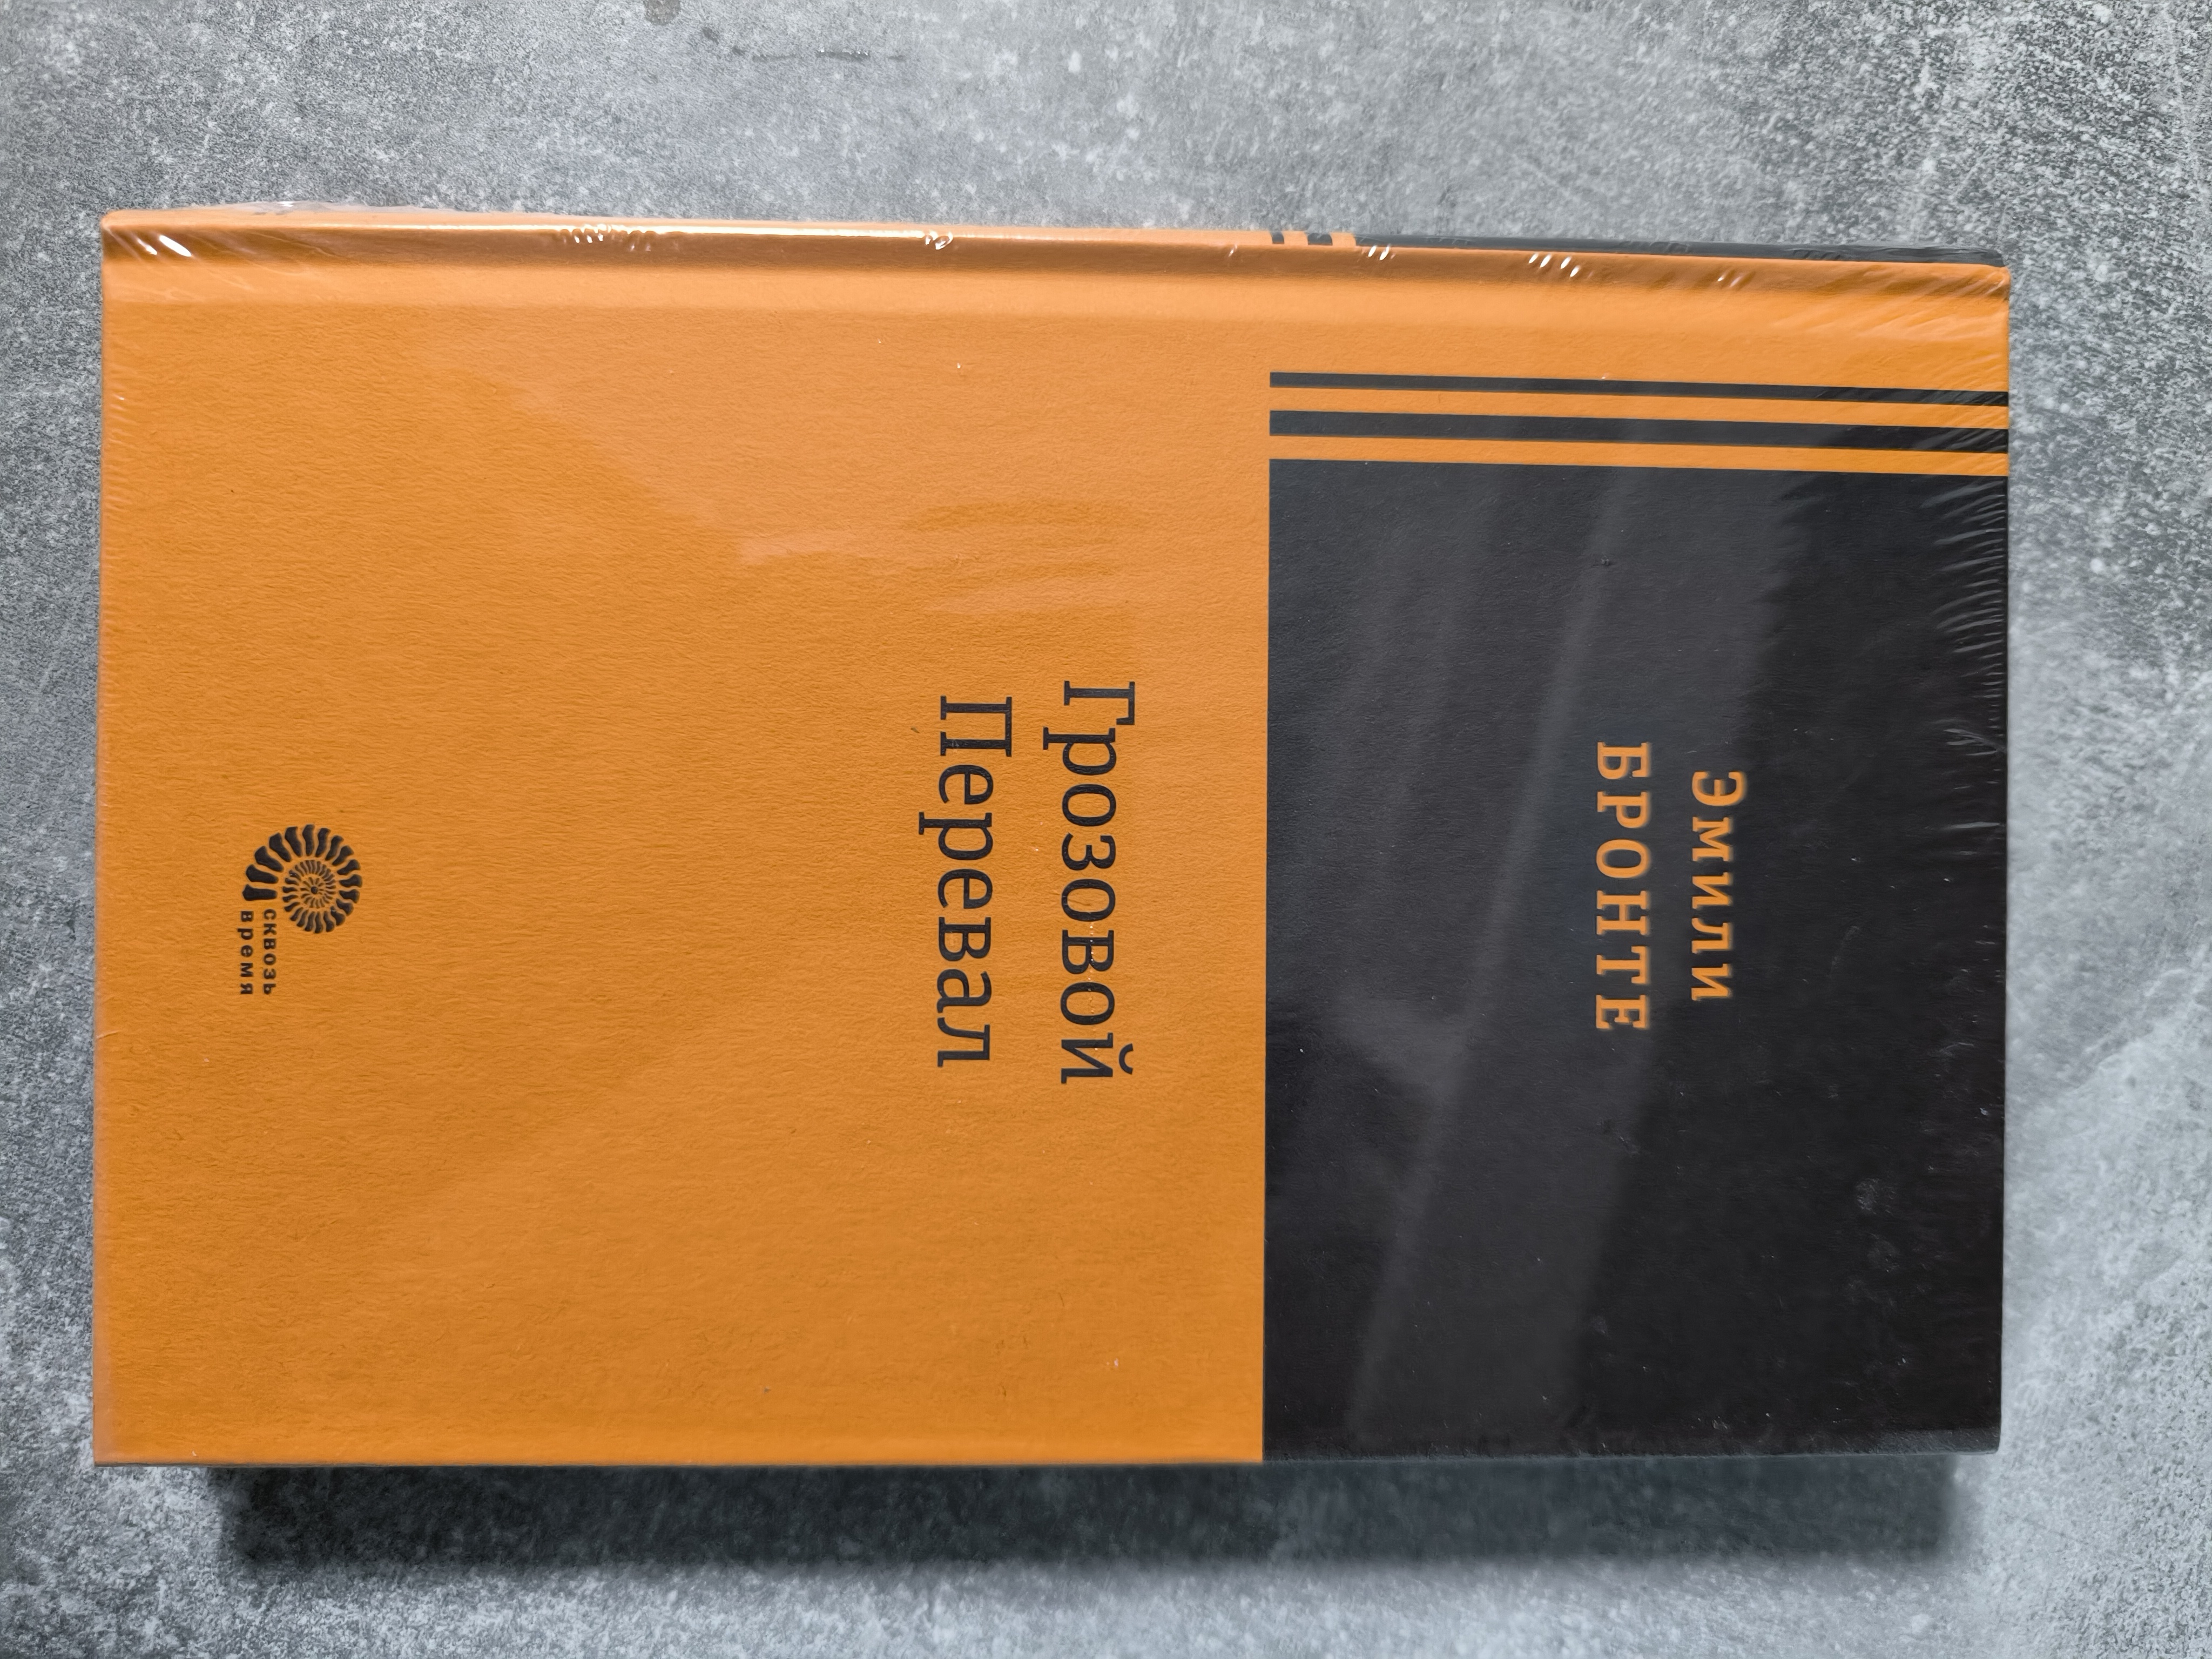 Эмили
БРОНТЕ
Грозовой
Перевал
сквозь
время